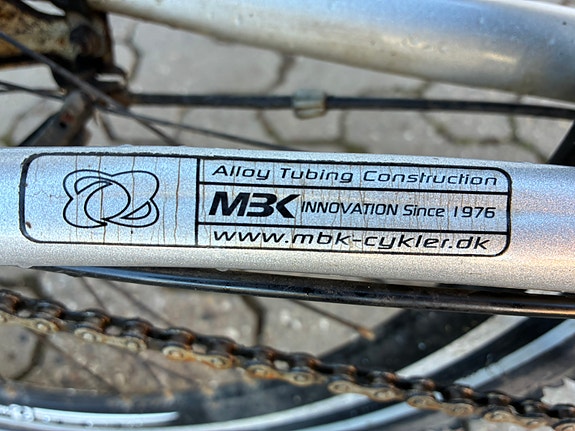 Alloy Tubing Construction
MBK INNOVATION Since 1976
www.mbk-cykler.dk